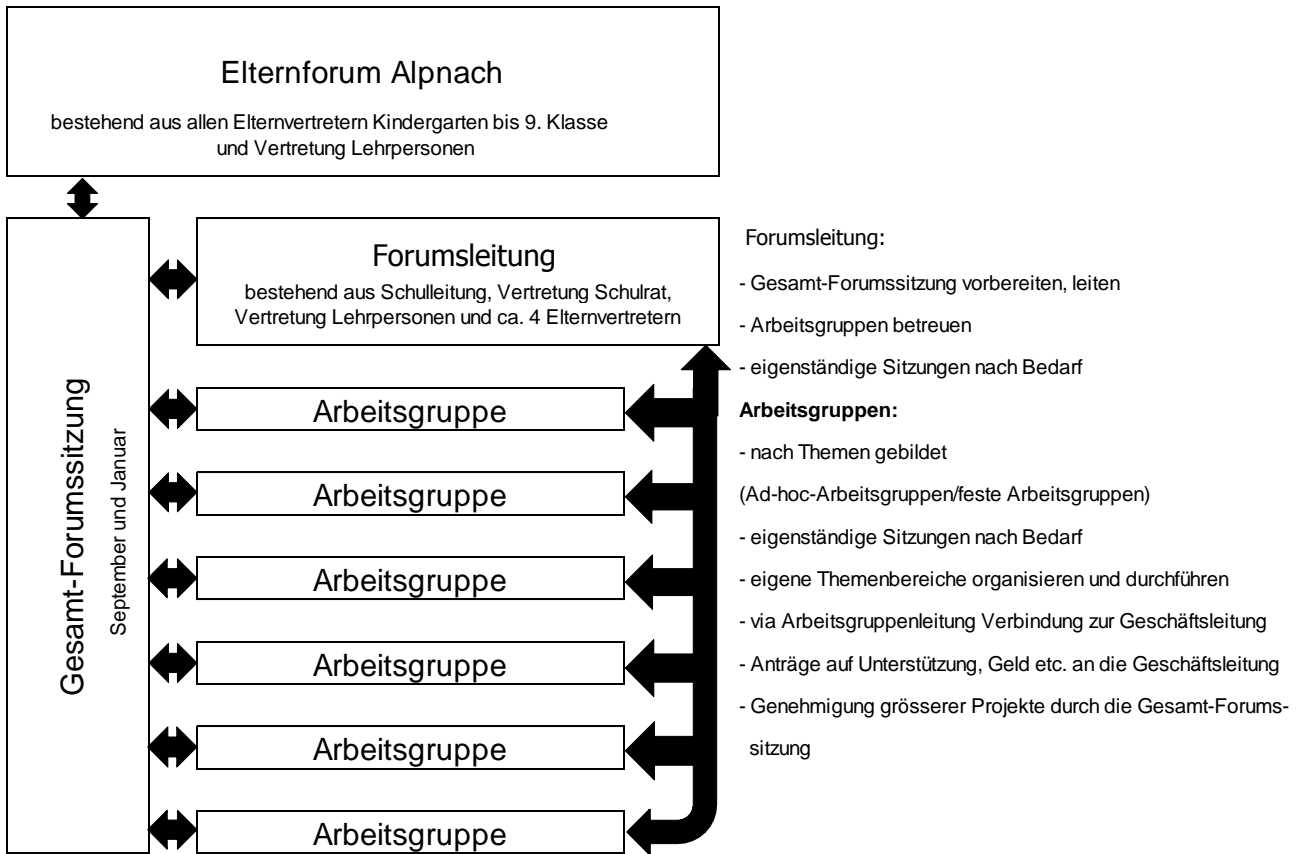 Elternforum Alpnach
bestehend aus allen Elternvertretern Kindergarten bis 9. Klasse
und Vertretung Lehrpersonen
Gesamt-Forumssitzung
September und Januar
Forumsleitung
bestehend aus Schulleitung, Vertretung Schulrat,
Vertretung Lehrpersonen und ca. 4 Elternvertretern
Arbeitsgruppe
Arbeitsgruppe
Arbeitsgruppe
Arbeitsgruppe
Arbeitsgruppe
Arbeitsgruppe
Forumsleitung:
- Gesamt-Forumssitzung vorbereiten, leiten
- Arbeitsgruppen betreuen
- eigenständige Sitzungen nach Bedarf
Arbeitsgruppen:
- nach Themen gebildet
(Ad-hoc-Arbeitsgruppen/feste Arbeitsgruppen)
- eigenständige Sitzungen nach Bedarf
- eigene Themenbereiche organisieren und durchführen
- via Arbeitsgruppenleitung Verbindung zur Geschäftsleitung
- Anträge auf Unterstützung, Geld etc. an die Geschäftsleitung
- Genehmigung grösserer Projekte durch die Gesamt-Forums-
sitzung